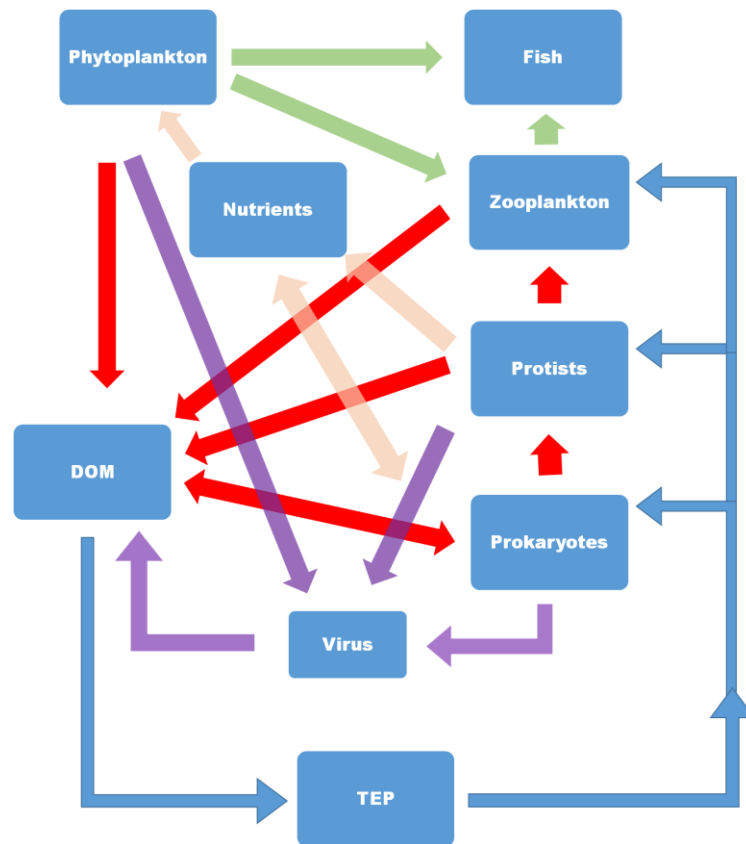 Phytoplankton
Fish
Nutrients
Zooplankton
Protists
DOM
Prokaryotes
Virus
TEP